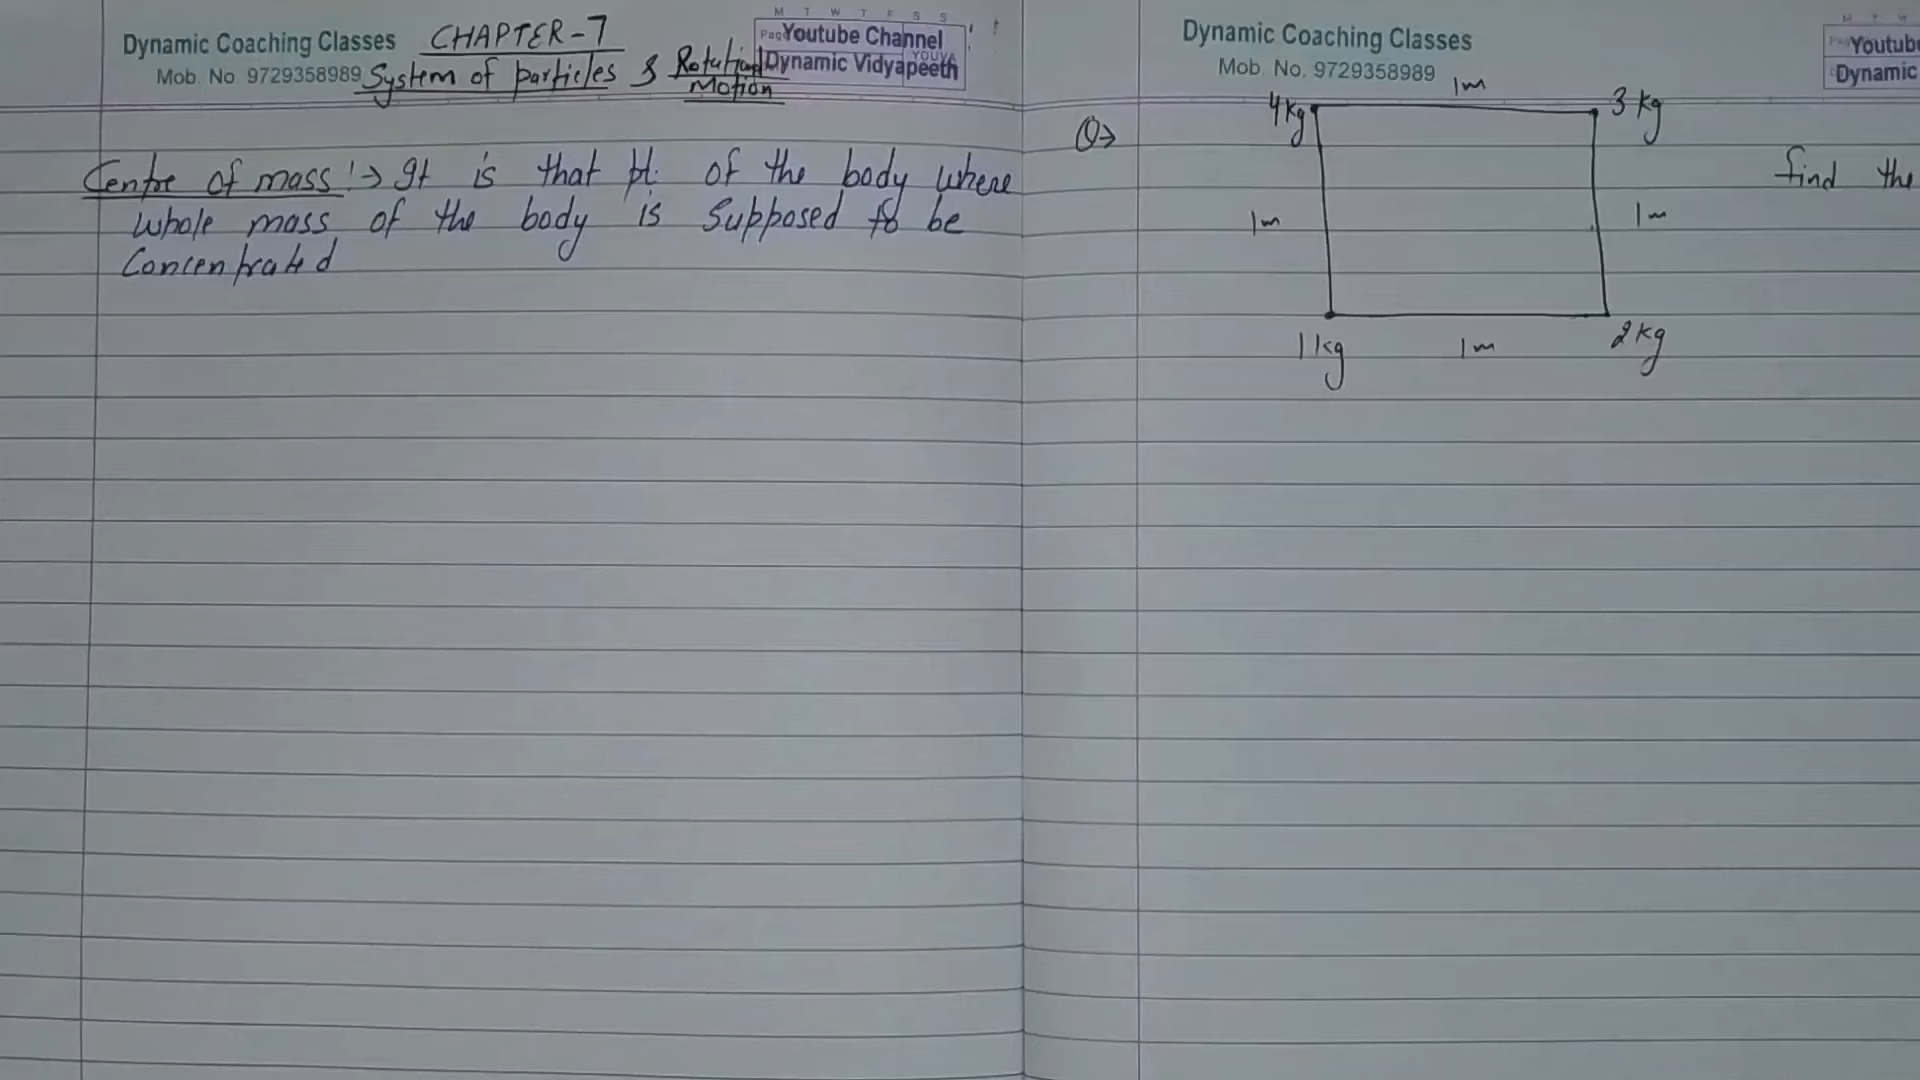 M T W T F S S
Dynamic Coaching Classes CHAPTER-7 Youtube Channel
Mob. No 9729358989 System of particles & Rotational Dynamic Vidyapeeth
Motion
Centre of mass :→ It is that pt. of the body where
whole mass of the body is supposed to be
Concentrated
Dynamic Coaching Classes Youtube
Mob. No. 9729358989 Dynamic
1m
4kg 3 kg
Q→
find the
1m 1m
1kg 1m 2kg